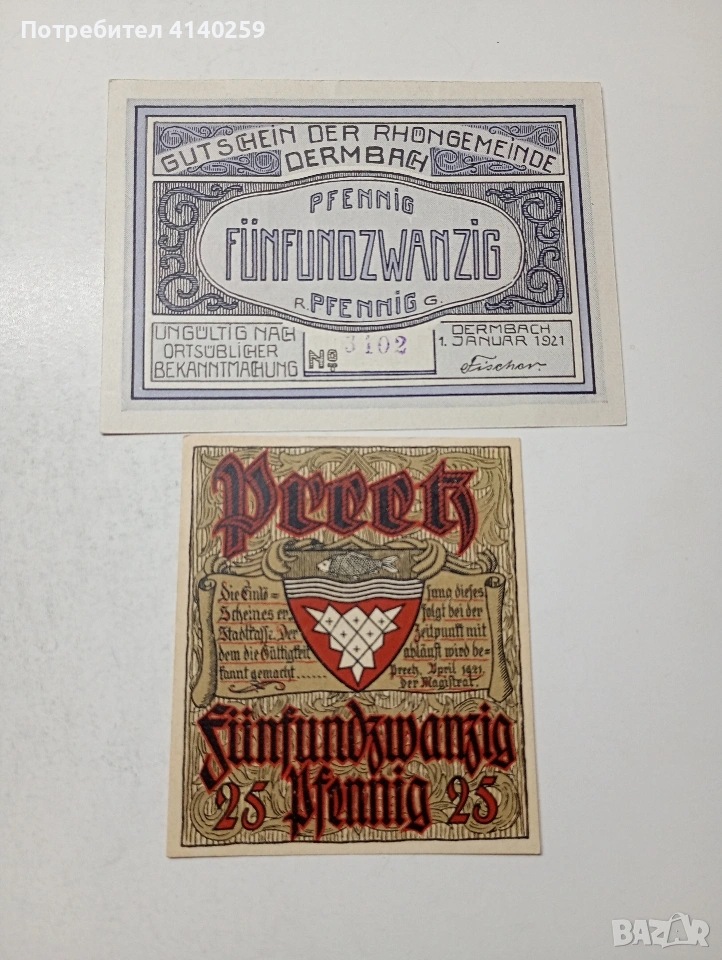 Потребител 4140259
GUTSCHEIN DER RHÖNGEMEINDE
DERMBACH
PFENNIG
FÜNFUNDZWANZIG
R. PFENNIG G.
UNGÜLTIG NACH
ORTSÜBLICHER
BEKANNTMACHUNG
No 3402
DERMBACH
1. JANUAR 1921
Fischer.
Preetz
Die Einlö=
Scheines er
Stadtkasse. Der
dem die Gültigkeit
kannt gemacht......
sung dieses
folgt bei der
Zeitpunkt mit
abläuft wird be=
Preetz, April 1921.
Der Magistrat.
Fünfundzwanzig
25 Pfennig 25
BAZAR